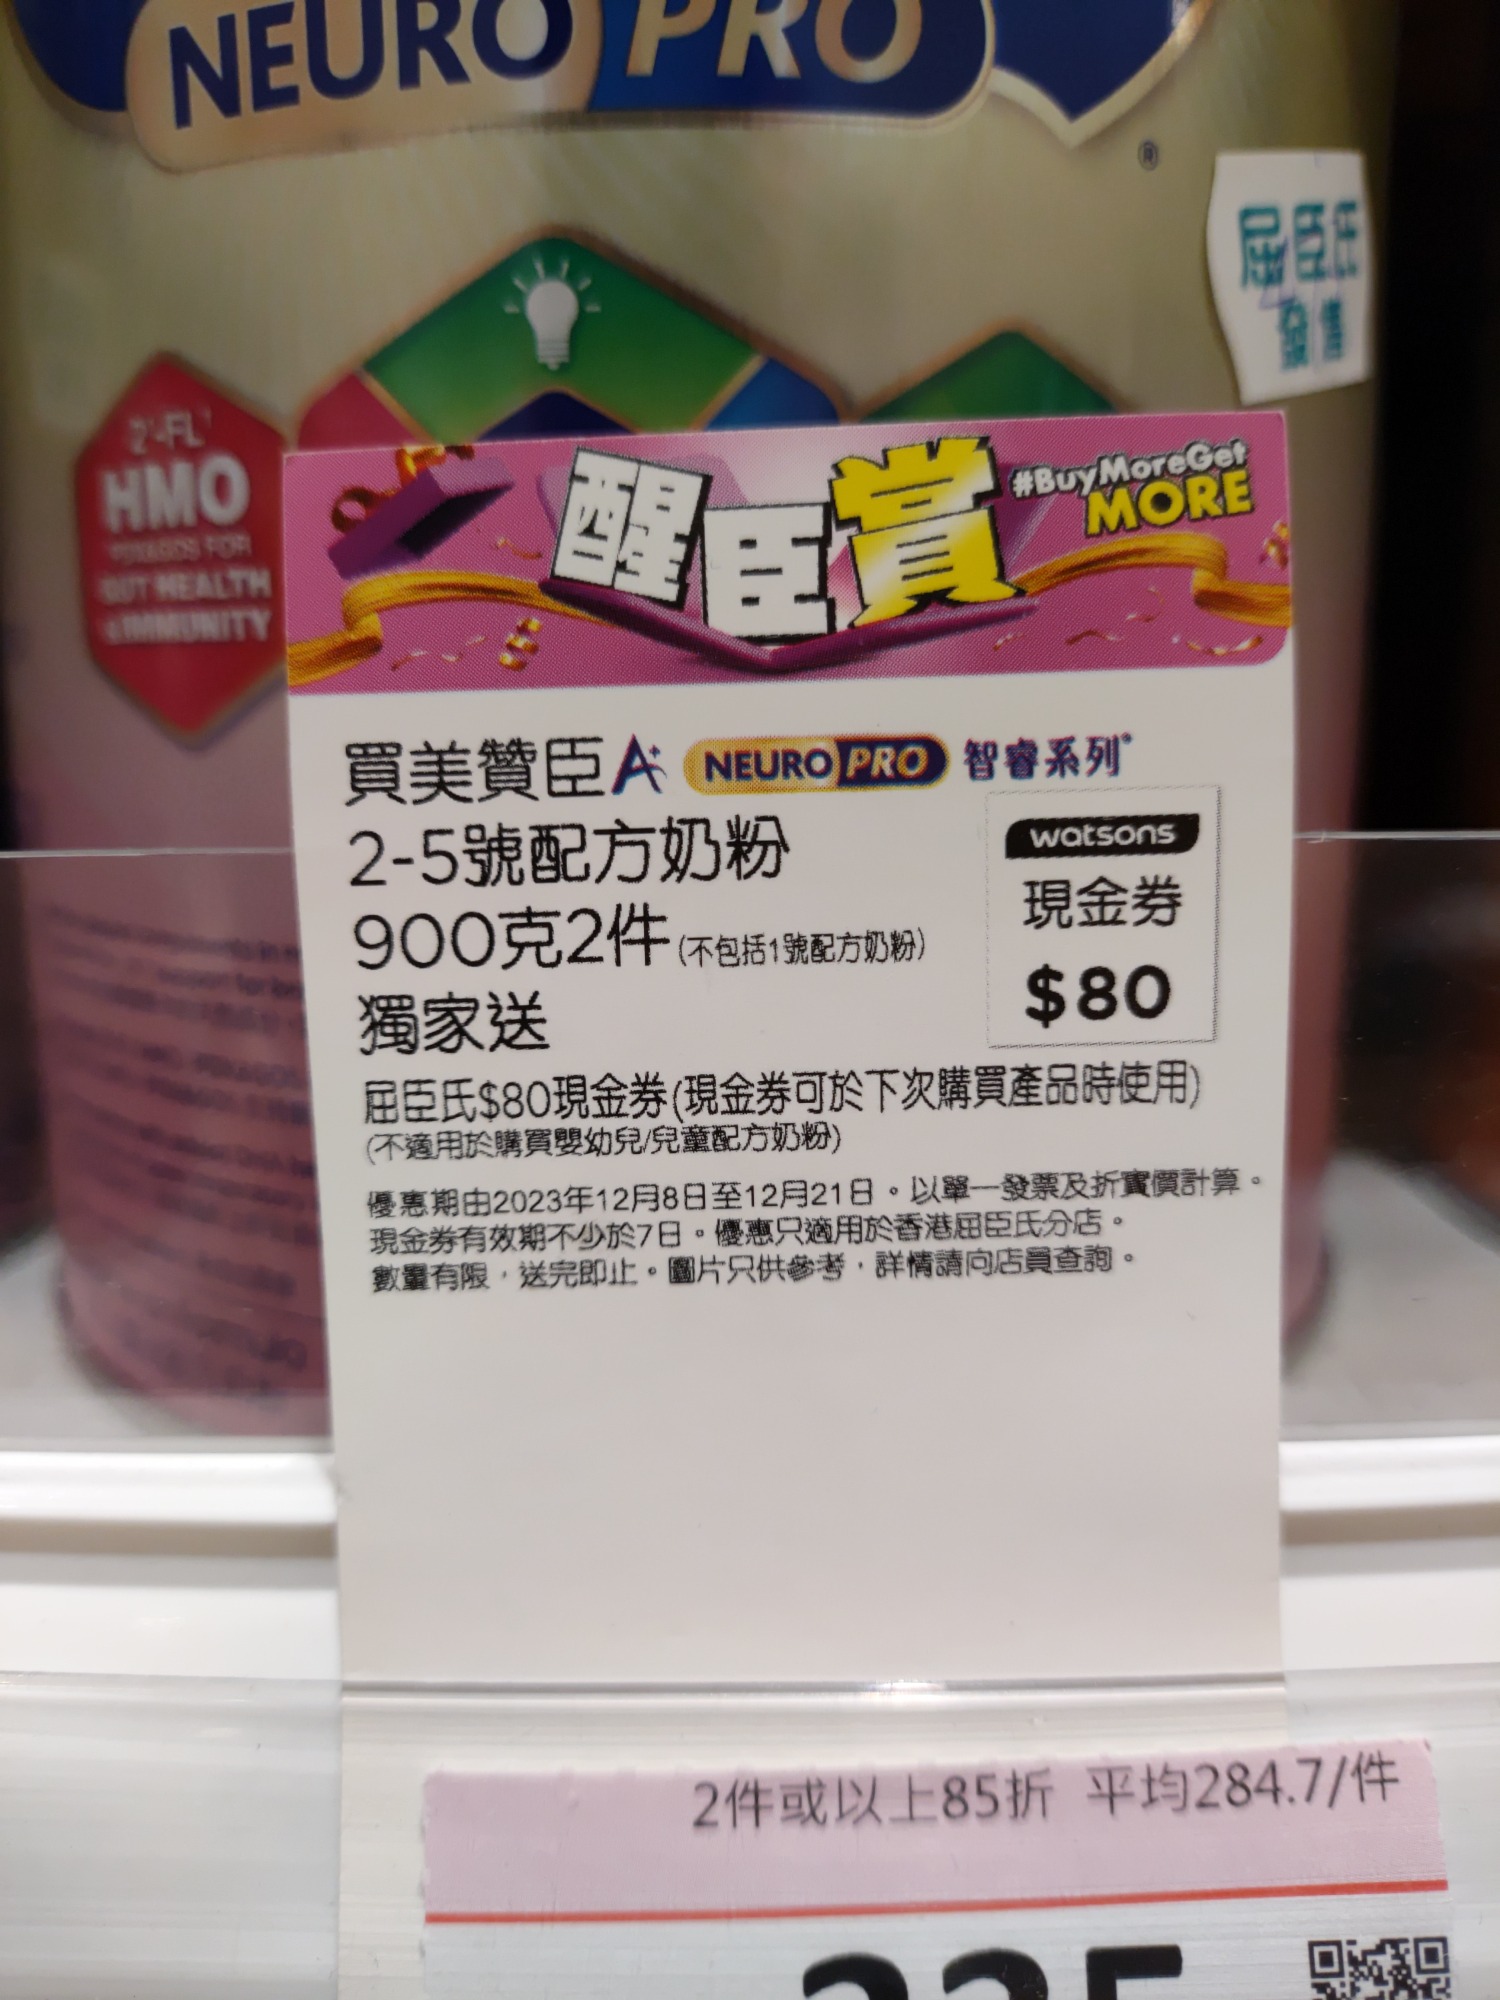 NEURO PRO
®
屈臣氏
發售
2'-FL
HMO
GUT HEALTH
&IMMUNITY
醒臣賞
#BuyMoreGet
MORE
買美贊臣A+ NEURO PRO 智睿系列
2-5號配方奶粉
900克2件(不包括1號配方奶粉)
獨家送
watsons
現金券
$80
屈臣氏$80現金券(現金券可於下次購買產品時使用)
(不適用於購買嬰幼兒/兒童配方奶粉)
優惠期由2023年12月8日至12月21日。以單一發票及折實價計算。
現金券有效期不少於7日。優惠只適用於香港屈臣氏分店。
數量有限,送完即止。圖片只供參考,詳情請向店員查詢。
2件或以上85折 平均284.7/件
335